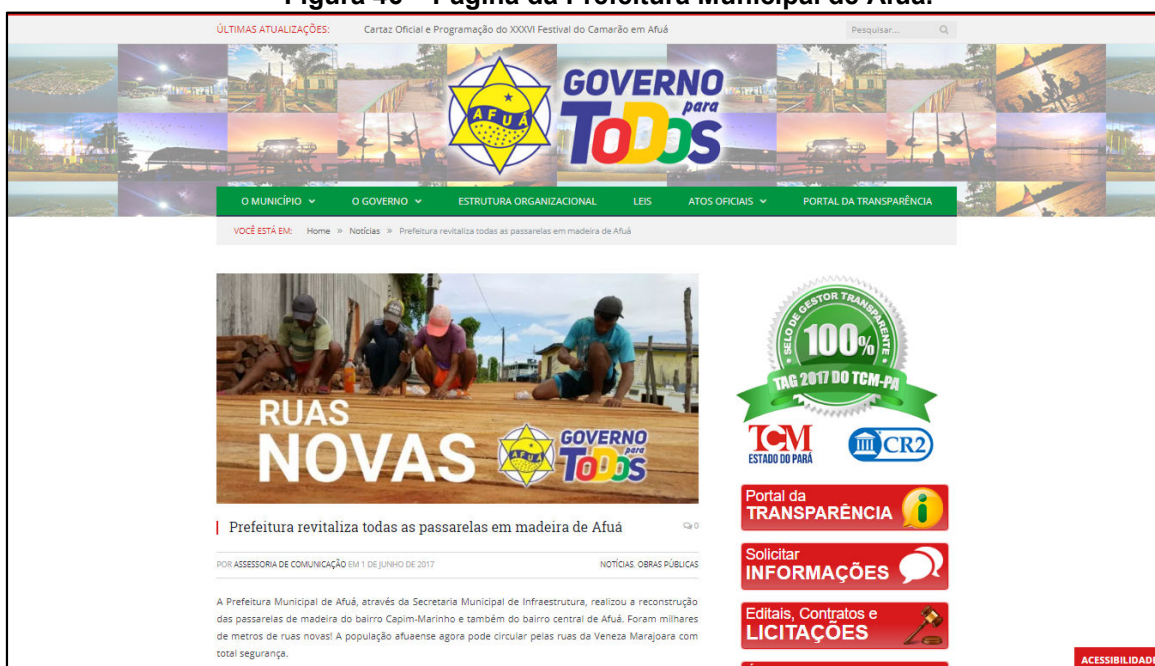 Figura 46 – Página da Prefeitura Municipal de Afuá.
ÚLTIMAS ATUALIZAÇÕES: Cartaz Oficial e Programação do XXXVI Festival do Camarão em Afuá
Pesquisar...
AFUÁ
GOVERNO
para
ToDoS
O MUNICÍPIO
O GOVERNO
ESTRUTURA ORGANIZACIONAL
LEIS
ATOS OFICIAIS
PORTAL DA TRANSPARÊNCIA
VOCÊ ESTÁ EM: Home » Notícias » Prefeitura revitaliza todas as passarelas em madeira de Afuá
RUAS
NOVAS
AFUÁ
GOVERNO
para
ToDoS
Prefeitura revitaliza todas as passarelas em madeira de Afuá
0
POR ASSESSORIA DE COMUNICAÇÃO EM 1 DE JUNHO DE 2017
NOTÍCIAS, OBRAS PÚBLICAS
A Prefeitura Municipal de Afuá, através da Secretaria Municipal de Infraestrutura, realizou a reconstrução
das passarelas de madeira do bairro Capim-Marinho e também do bairro central de Afuá. Foram milhares
de metros de ruas novas! A população afuaense agora pode circular pelas ruas da Veneza Marajoara com
total segurança.
SELO DE GESTOR TRANSPARENTE
100%
TAG 2017 DO TCM-PA
TCM
ESTADO DO PARÁ
CR2
Portal da
TRANSPARÊNCIA
Solicitar
INFORMAÇÕES
Editais, Contratos e
LICITAÇÕES
ACESSIBILIDADE